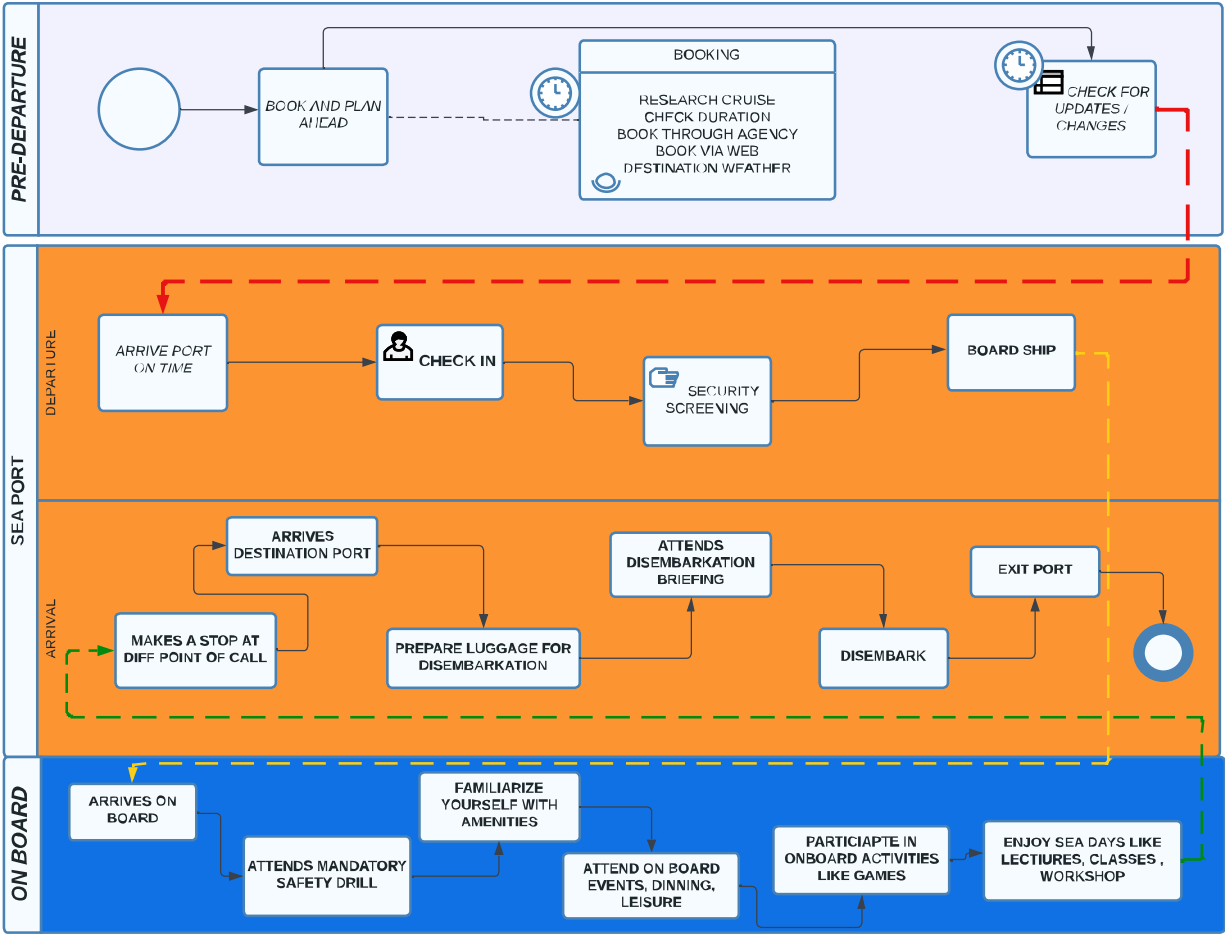 PRE-DEPARTURE
BOOK AND PLAN
AHEAD
BOOKING
RESEARCH CRUISE
CHECK DURATION
BOOK THROUGH AGENCY
BOOK VIA WEB
DESTINATION WEATHER
CHECK FOR
UPDATES /
CHANGES
SEA PORT
DEPARTURE
ARRIVE PORT
ON TIME
CHECK IN
SECURITY
SCREENING
BOARD SHIP
ARRIVAL
MAKES A STOP AT
DIFF POINT OF CALL
ARRIVES
DESTINATION PORT
PREPARE LUGGAGE FOR
DISEMBARKATION
ATTENDS
DISEMBARKATION
BRIEFING
DISEMBARK
EXIT PORT
ON BOARD
ARRIVES ON
BOARD
ATTENDS MANDATORY
SAFETY DRILL
FAMILIARIZE
YOURSELF WITH
AMENITIES
ATTEND ON BOARD
EVENTS, DINNING,
LEISURE
PARTICIAPTE IN
ONBOARD ACTIVITIES
LIKE GAMES
ENJOY SEA DAYS LIKE
LECTIURES, CLASSES ,
WORKSHOP